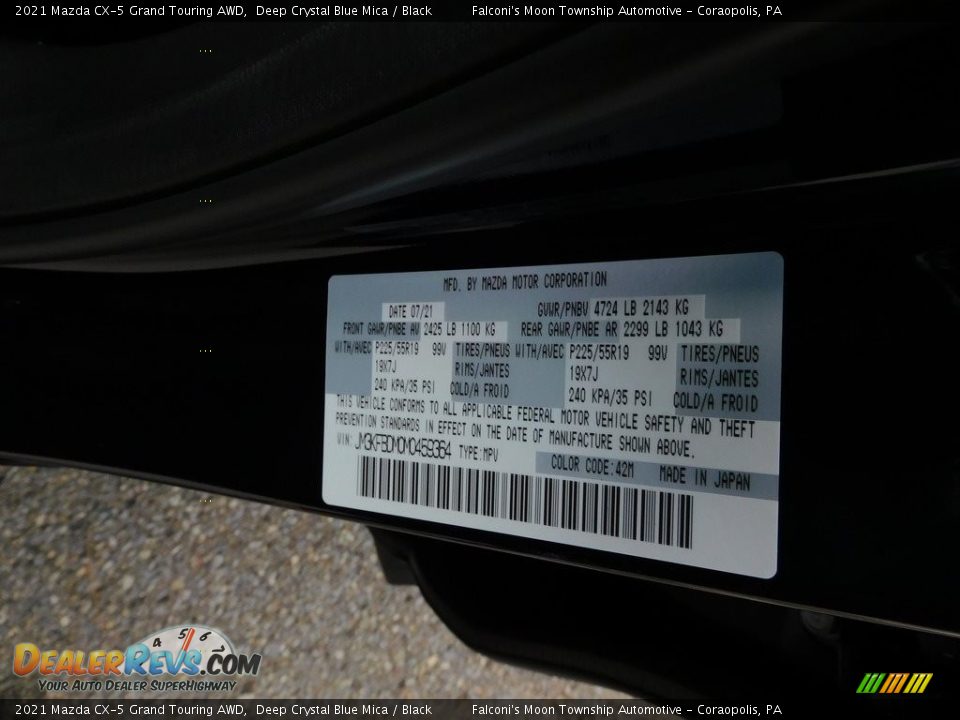 2021 Mazda CX-5 Grand Touring AWD, Deep Crystal Blue Mica / Black Falconi's Moon Township Automotive - Coraopolis, PA
MFD. BY MAZDA MOTOR CORPORATION
DATE 07/21 GVWR/PNBV 4724 LB 2143 KG
FRONT GAWR/PNBE AV 2425 LB 1100 KG REAR GAWR/PNBE AR 2299 LB 1043 KG
WITH/AVEC P225/55R19 99V TIRES/PNEUS WITH/AVEC P225/55R19 99V TIRES/PNEUS
19X7J RIMS/JANTES 19X7J RIMS/JANTES
240 KPA/35 PSI COLD/A FROID 240 KPA/35 PSI COLD/A FROID
THIS VEHICLE CONFORMS TO ALL APPLICABLE FEDERAL MOTOR VEHICLE SAFETY AND THEFT
PREVENTION STANDARDS IN EFFECT ON THE DATE OF MANUFACTURE SHOWN ABOVE.
VIN: JM3KFBDM0M0459364 TYPE:MPV
COLOR CODE:42M MADE IN JAPAN
4 5 6
DealerRevs.com
Your Auto Dealer SuperHighway
2021 Mazda CX-5 Grand Touring AWD, Deep Crystal Blue Mica / Black Falconi's Moon Township Automotive - Coraopolis, PA